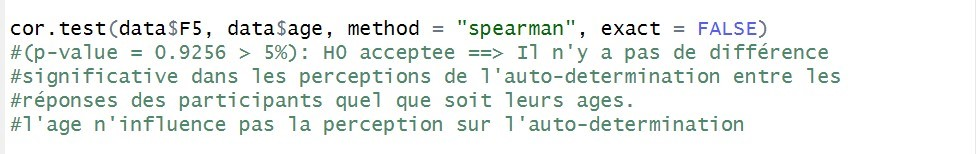 cor.test(data$F5, data$age, method = "spearman", exact = FALSE)
#(p-value = 0.9256 > 5%): H0 acceptee ==> Il n'y a pas de différence
#significative dans les perceptions de l'auto-determination entre les
#réponses des participants quel que soit leurs ages.
#l'age n'influence pas la perception sur l'auto-determination